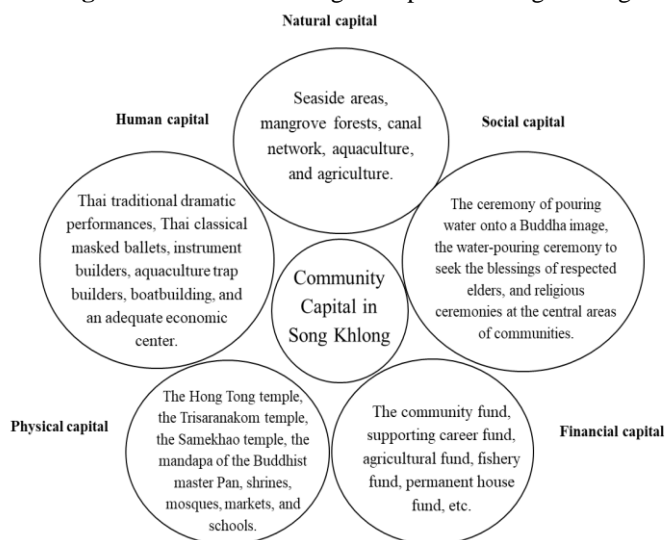 Natural capital
Seaside areas,
mangrove forests, canal
network, aquaculture,
and agriculture.
Human capital
Thai traditional dramatic
performances, Thai classical
masked ballets, instrument
builders, aquaculture trap
builders, boatbuilding, and
an adequate economic
center.
Social capital
The ceremony of pouring
water onto a Buddha image,
the water-pouring ceremony to
seek the blessings of respected
elders, and religious
ceremonies at the central areas
of communities.
Community
Capital in
Song Khlong
Physical capital
The Hong Tong temple,
the Trisaranakom temple,
the Samekhao temple, the
mandapa of the Buddhist
master Pan, shrines,
mosques, markets, and
schools.
The community fund,
supporting career fund,
agricultural fund, fishery
fund, permanent house
fund, etc.
Financial capital